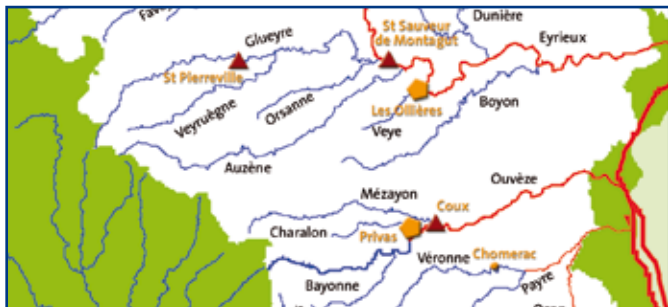 Fav
Dunière
St Sauveur
de Montagut
Eyrieux
Glueyre
St Pierreville
Les Ollières
Boyon
Orsanne
Veyruègne
Veye
Auzène
Mézayon
Ouvèze
Coux
Charalon
Privas
Véronne
Chomerac
Bayonne
Payre